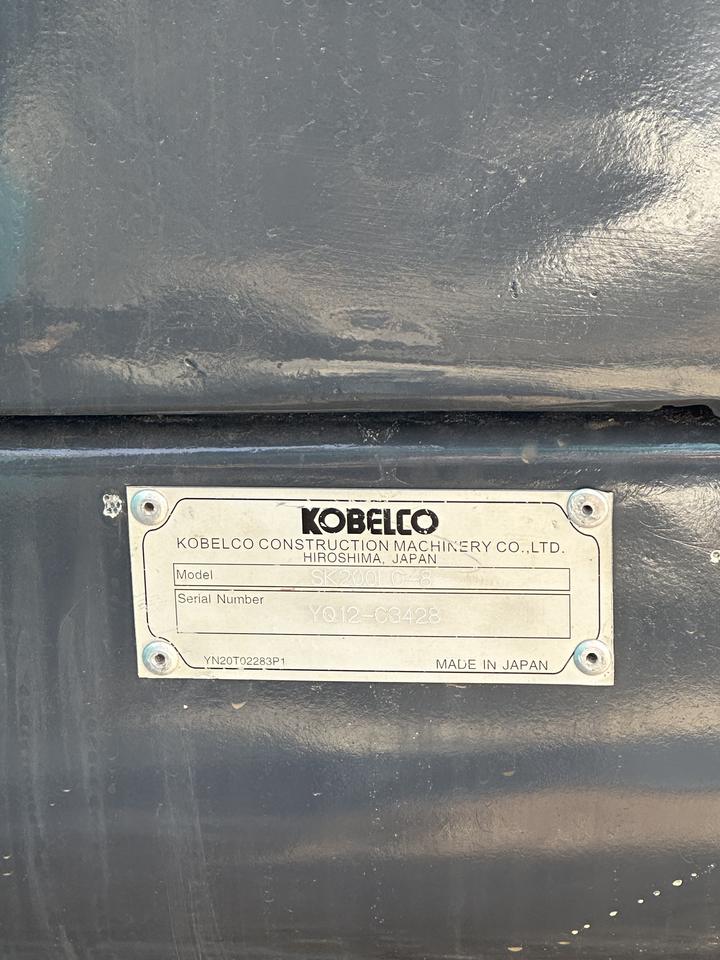 KOBELCO
KOBELCO CONSTRUCTION MACHINERY CO.,LTD.
HIROSHIMA, JAPAN
Model SK200LC-8
Serial Number
YQ12-C3428
YN20T02283P1
MADE IN JAPAN